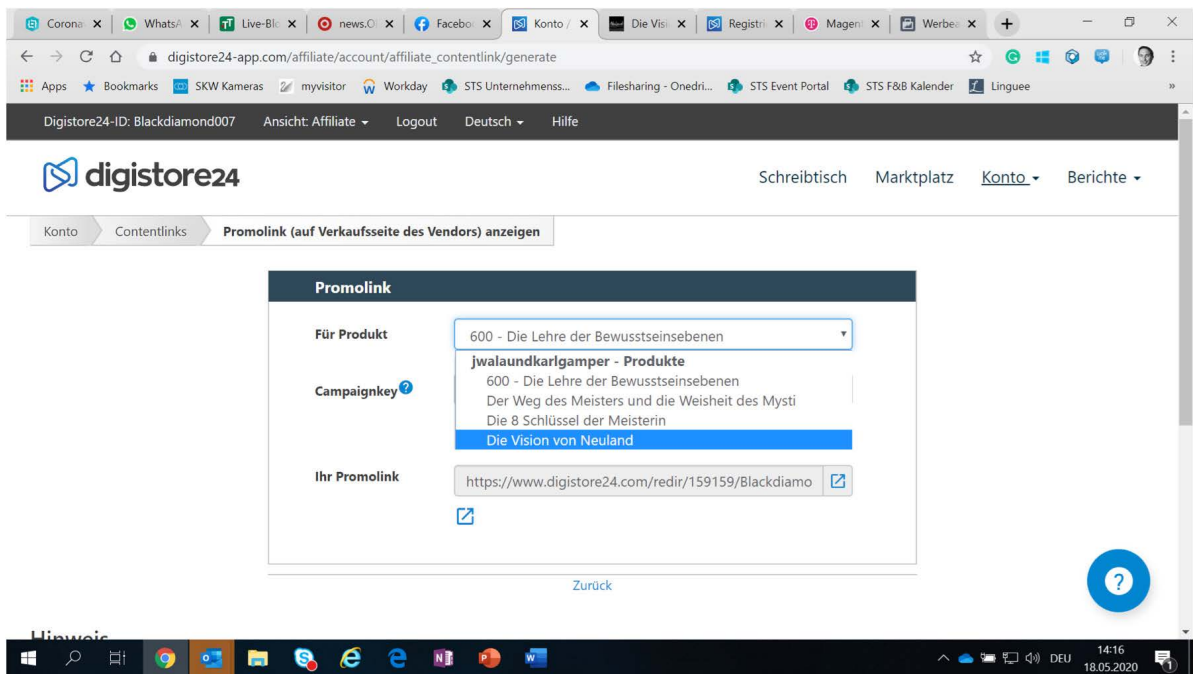 Corona
WhatsA
Live-Blo
news.O
Facebo
Konto /
Die Visi
Registri
Magent
Werbea
digistore24-app.com/affiliate/account/affiliate_contentlink/generate
Apps Bookmarks SKW Kameras myvisitor Workday STS Unternehmenss... Filesharing - Onedri... STS Event Portal STS F&B Kalender Linguee »
Digistore24-ID: Blackdiamond007 Ansicht: Affiliate Logout Deutsch Hilfe
digistore24
Schreibtisch Marktplatz Konto Berichte
Konto Contentlinks Promolink (auf Verkaufsseite des Vendors) anzeigen
Promolink
Für Produkt 600 - Die Lehre der Bewusstseinsebenen
jwalaundkarlgamper - Produkte
600 - Die Lehre der Bewusstseinsebenen
Campaignkey ?
Der Weg des Meisters und die Weisheit des Mysti
Die 8 Schlüssel der Meisterin
Die Vision von Neuland
Ihr Promolink https://www.digistore24.com/redir/159159/Blackdiamo
Zurück
?
Hinweis
DEU
14:16
18.05.2020
1